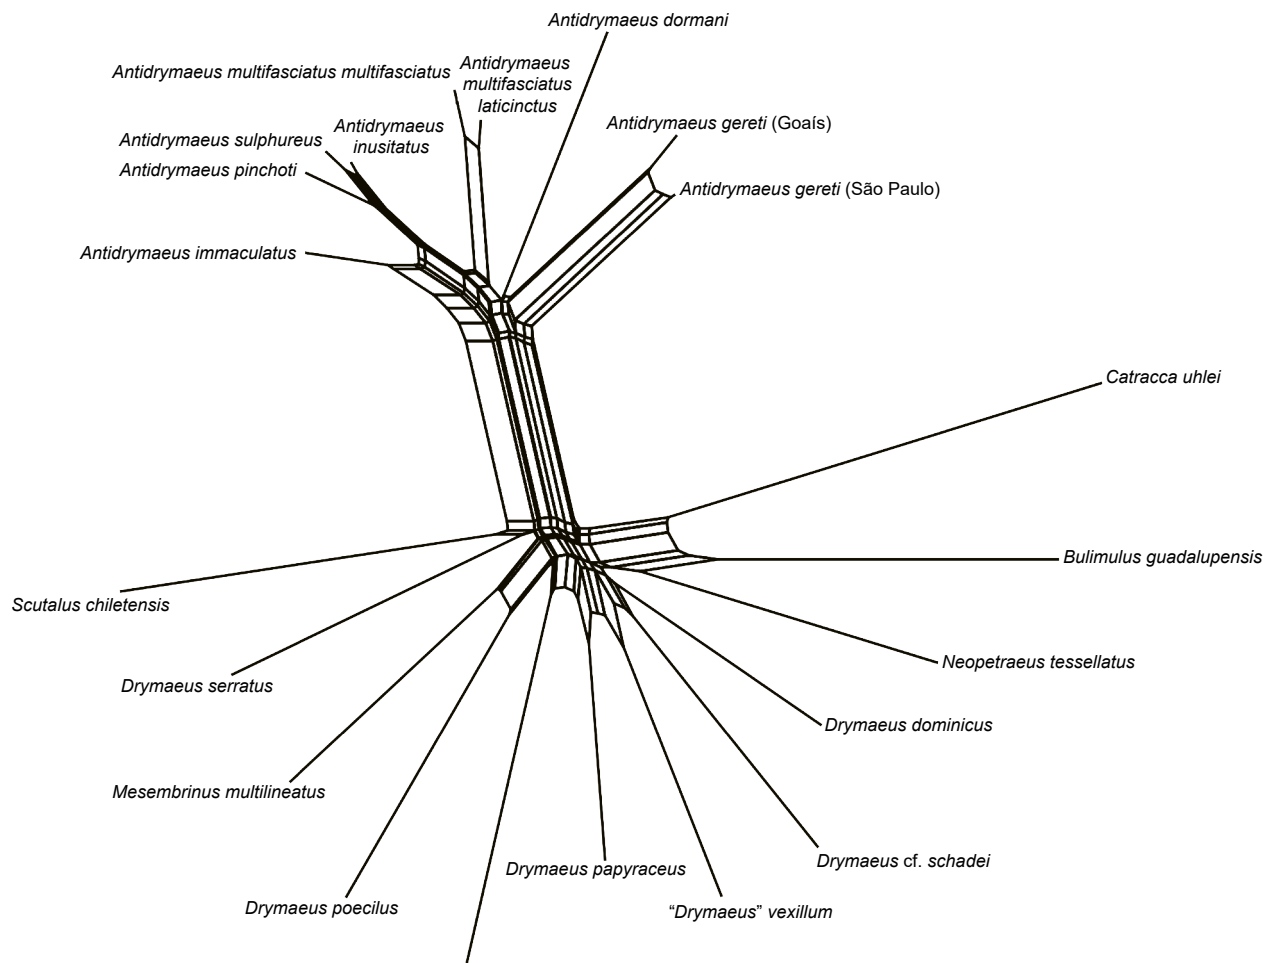 Antidrymaeus dormani
Antidrymaeus multifasciatus multifasciatus
Antidrymaeus
multifasciatus
laticinctus
Antidrymaeus gereti (Goaís)
Antidrymaeus sulphureus
Antidrymaeus
inusitatus
Antidrymaeus pinchoti
Antidrymaeus gereti (São Paulo)
Antidrymaeus immaculatus
Catracca uhlei
Bulimulus guadalupensis
Scutalus chiletensis
Neopetraeus tessellatus
Drymaeus serratus
Drymaeus dominicus
Mesembrinus multilineatus
Drymaeus cf. schadei
Drymaeus papyraceus
Drymaeus poecilus
“Drymaeus” vexillum